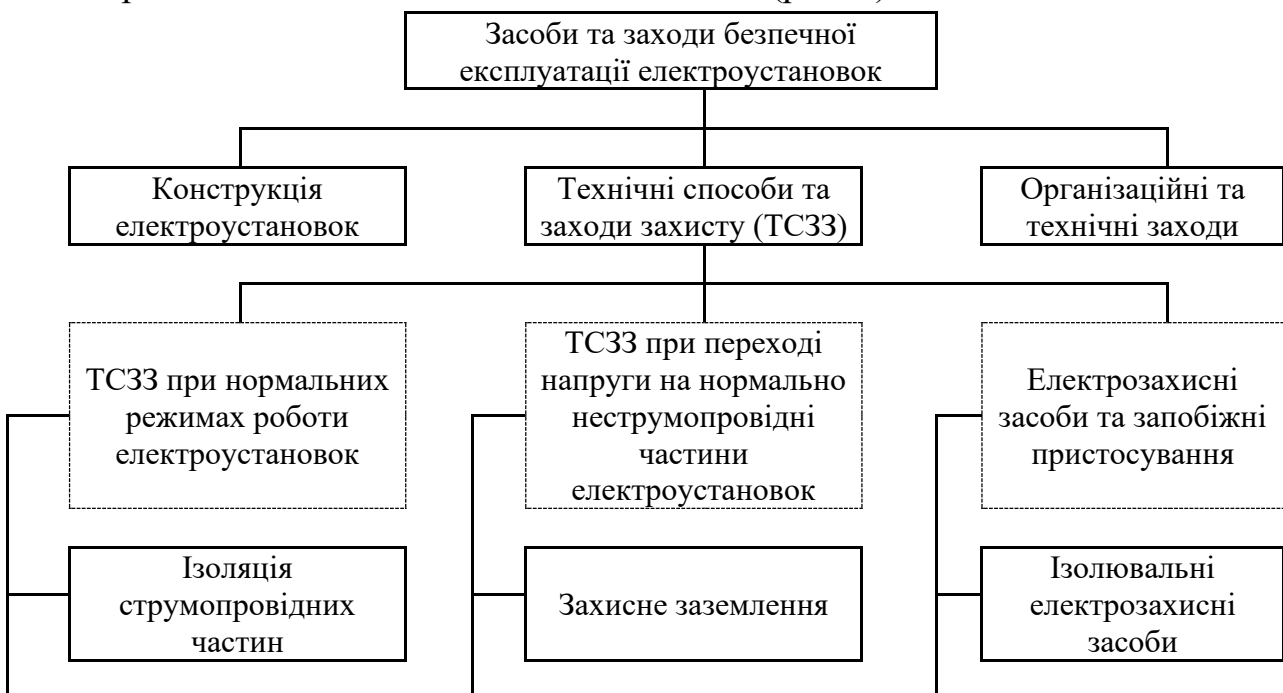 Засоби та заходи безпечної
експлуатації електроустановок
Конструкція
електроустановок
Технічні способи та
заходи захисту (ТСЗЗ)
Організаційні та
технічні заходи
ТСЗЗ при нормальних
режимах роботи
електроустановок
ТСЗЗ при переході
напруги на нормально
неструмопровідні
частини
електроустановок
Електрозахисні
засоби та запобіжні
пристосування
Ізоляція
струмопровідних
частин
Захисне заземлення
Ізолювальні
електрозахисні
засоби